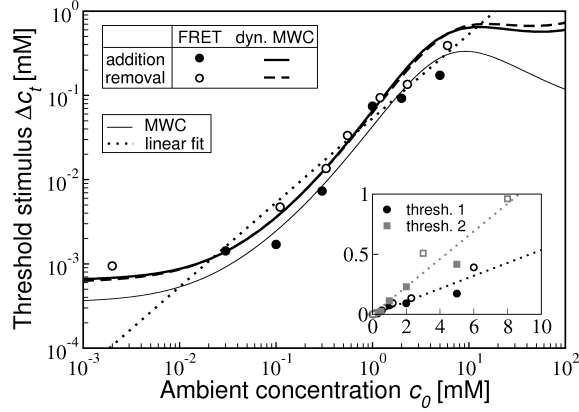 FRET dyn. MWC
addition
removal
MWC
linear fit
Threshold stimulus Δc_t [mM]
10^0
10^-1
10^-2
10^-3
10^-4
10^-3 10^-2 10^-1 10^0 10^1 10^2
Ambient concentration c_0 [mM]
1
0.5
0
0 2 4 6 8 10
thresh. 1
thresh. 2